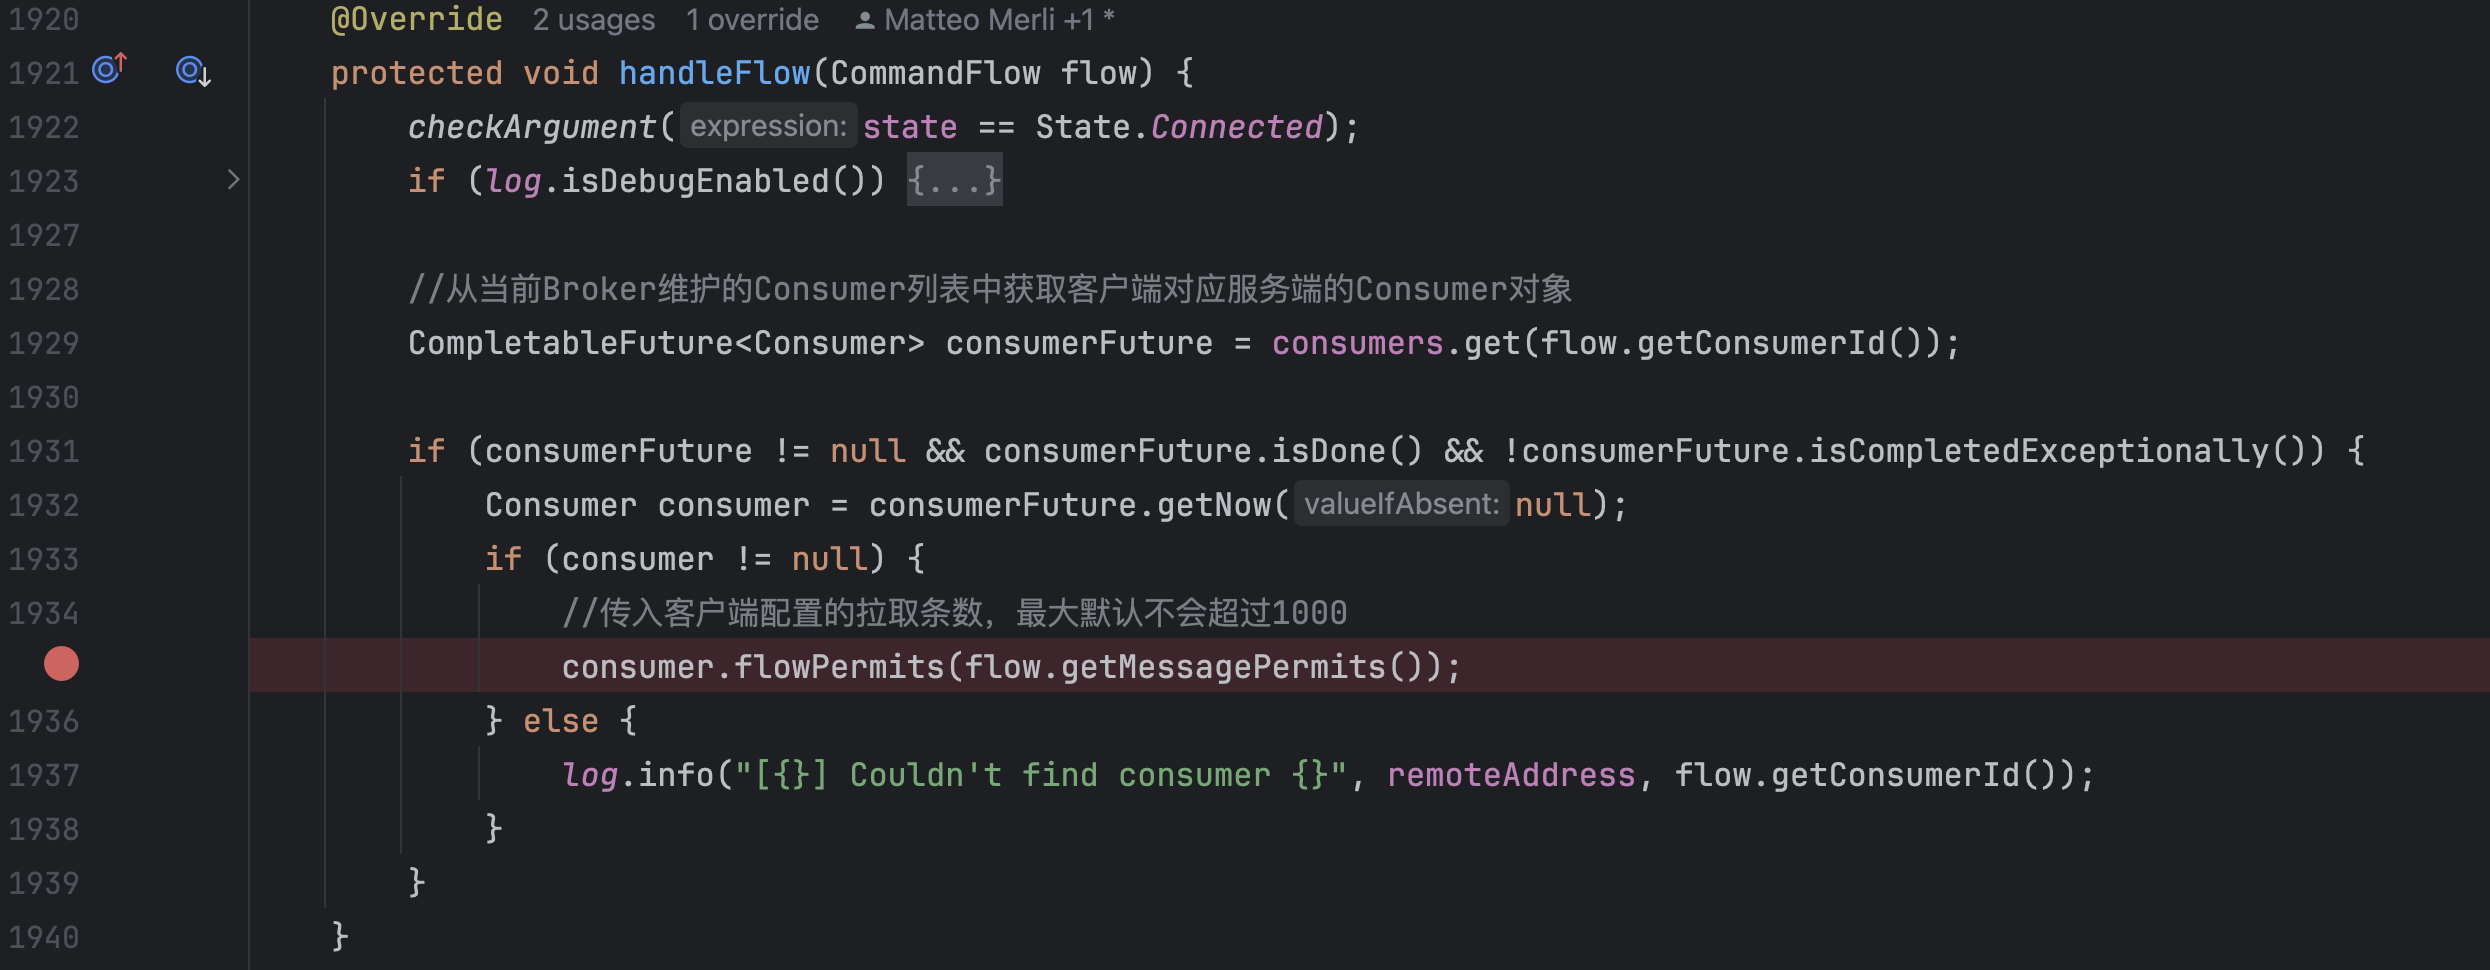 1920 @Override 2 usages 1 override Matteo Merli +1 *
1921 protected void handleFlow(CommandFlow flow) {
1922 checkArgument( expression: state == State.Connected);
1923 if (log.isDebugEnabled()) {...}
1927
1928 //从当前Broker维护的Consumer列表中获取客户端对应服务端的Consumer对象
1929 CompletableFuture<Consumer> consumerFuture = consumers.get(flow.getConsumerId());
1930
1931 if (consumerFuture != null && consumerFuture.isDone() && !consumerFuture.isCompletedExceptionally()) {
1932 Consumer consumer = consumerFuture.getNow( valueIfAbsent: null);
1933 if (consumer != null) {
1934 //传入客户端配置的拉取条数，最大默认不会超过1000
consumer.flowPermits(flow.getMessagePermits());
1936 } else {
1937 log.info("[{}] Couldn't find consumer {}", remoteAddress, flow.getConsumerId());
1938 }
1939 }
1940 }